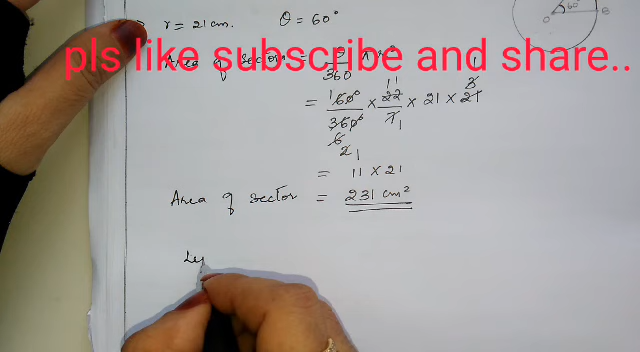 r = 21 cm. θ = 60°
pls like subscribe and share..
Area of sector = θ/360 × πr²
= 60°/360° × 22/7 × 21 × 21
= 11 × 21
Area of sector = 231 cm²
60°
O B